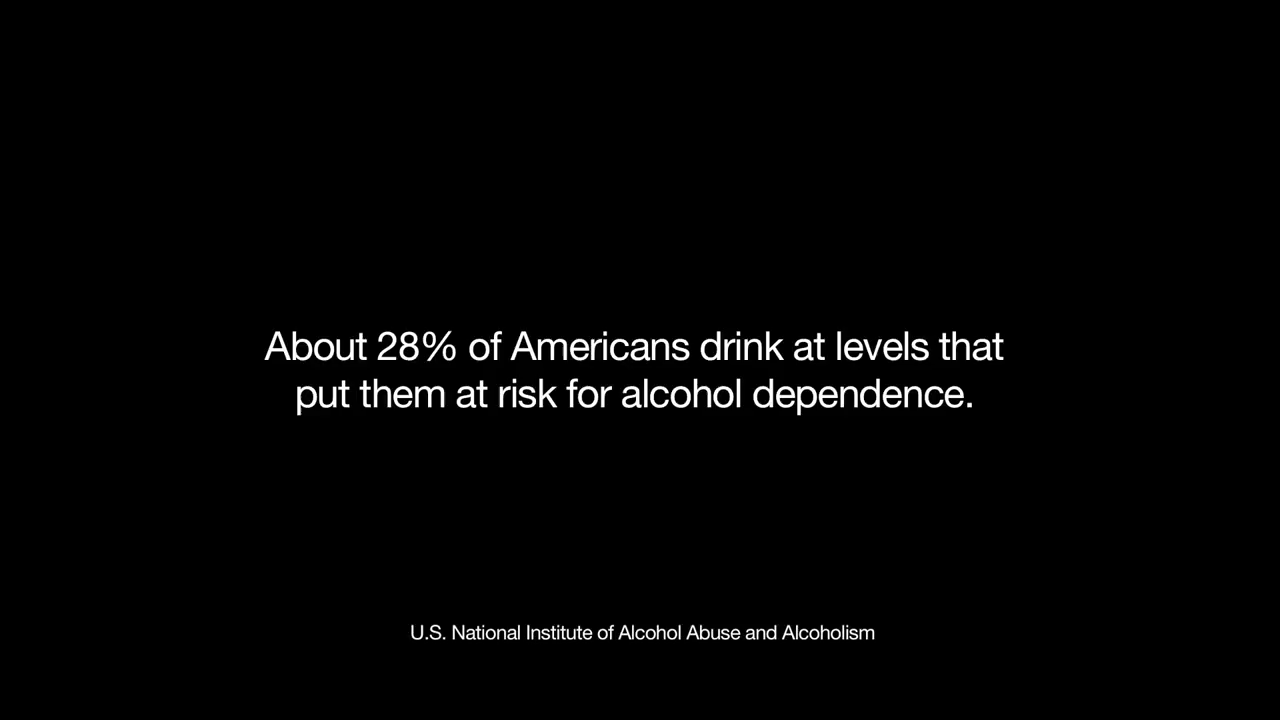 About 28% of Americans drink at levels that
put them at risk for alcohol dependence.
U.S. National Institute of Alcohol Abuse and Alcoholism